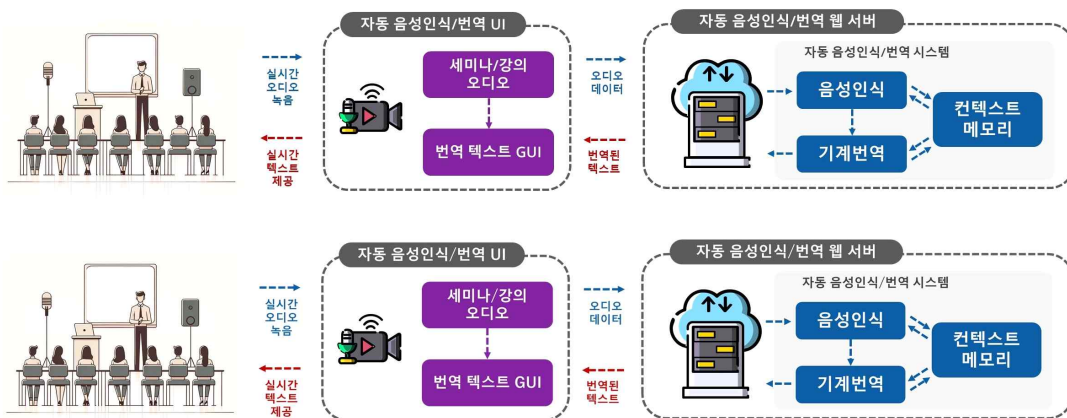 자동 음성인식/번역 UI
자동 음성인식/번역 웹 서버
자동 음성인식/번역 시스템
실시간
오디오
녹음
세미나/강의
오디오
오디오
데이터
음성인식
컨텍스트
메모리
실시간
텍스트
제공
번역 텍스트 GUI
번역된
텍스트
기계번역
자동 음성인식/번역 UI
자동 음성인식/번역 웹 서버
자동 음성인식/번역 시스템
실시간
오디오
녹음
세미나/강의
오디오
오디오
데이터
음성인식
컨텍스트
메모리
실시간
텍스트
제공
번역 텍스트 GUI
번역된
텍스트
기계번역